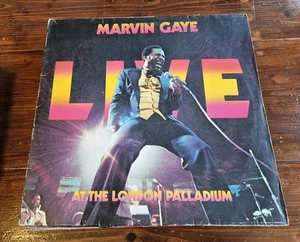 MARVIN GAYE
LIVE
AT THE LONDON PALLADIUM